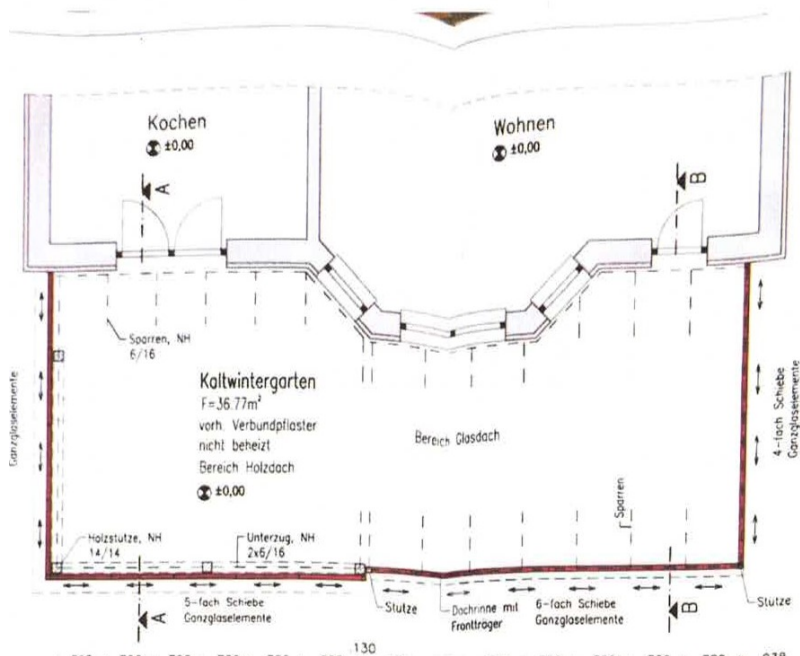 Kochen
±0,00
Wohnen
±0,00
A
B
Sparren, NH
6/16
Kaltwintergarten
F=36.77m²
vorh. Verbundpflaster
nicht beheizt
Bereich Holzdach
±0,00
Bereich Glasdach
Ganzglaselemente
4-fach Schiebe
Ganzglaselemente
Sparren
Holzstütze, NH
14/14
Unterzug, NH
2x6/16
A
5-fach Schiebe
Ganzglaselemente
Stütze
Dachrinne mit
Frontträger
6-fach Schiebe
Ganzglaselemente
B
Stütze
130